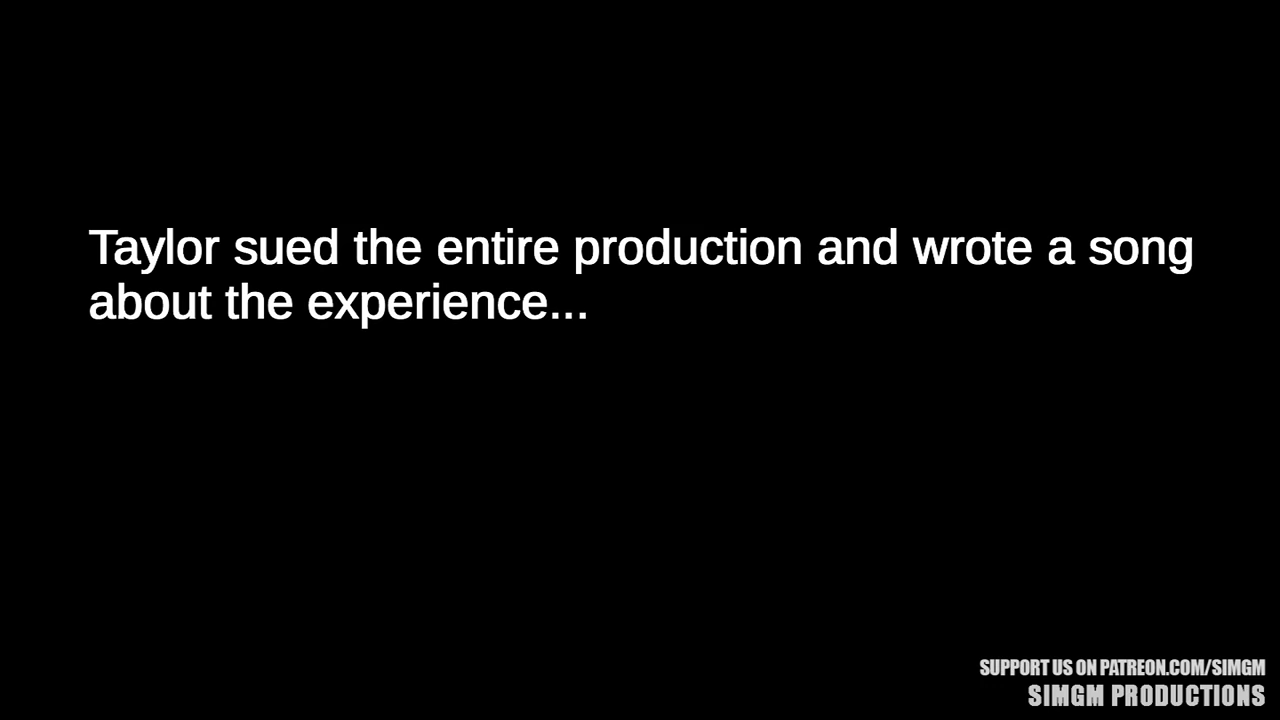 Taylor sued the entire production and wrote a song
about the experience...
SUPPORT US ON PATREON.COM/SIMGM
SIMGM PRODUCTIONS